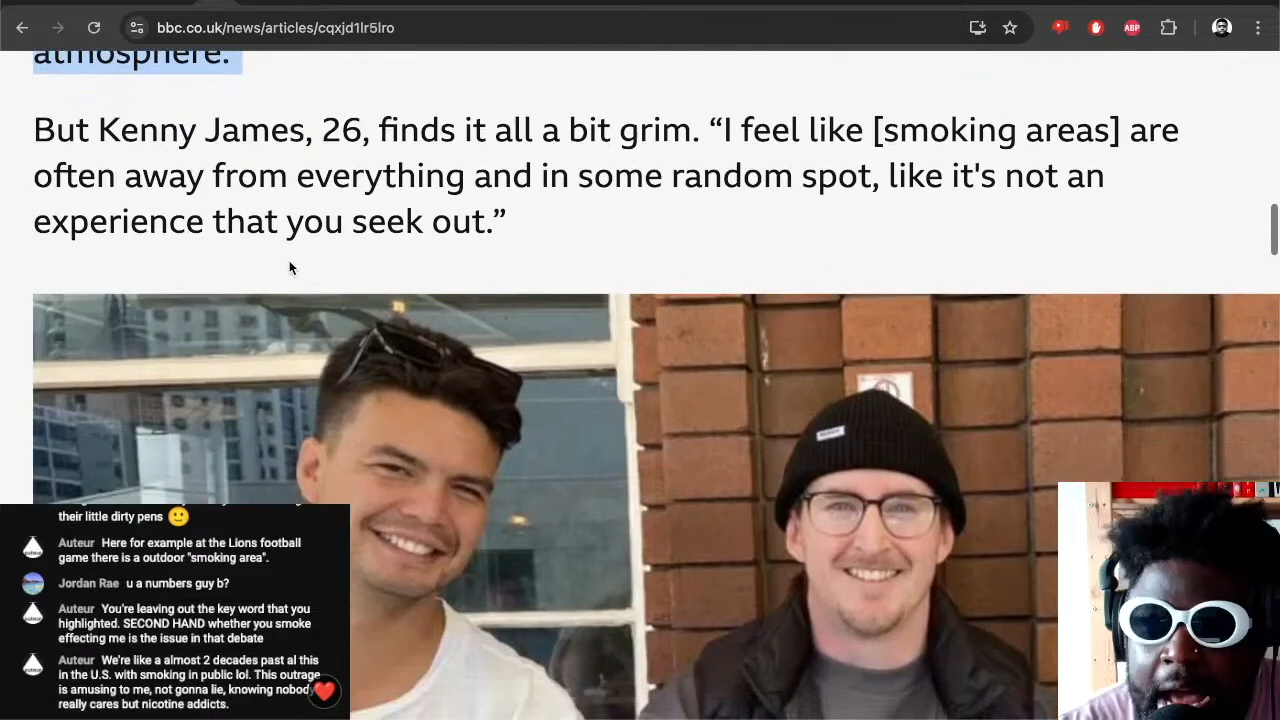 bbc.co.uk/news/articles/cqxjd1lr5lro
ABP
atmosphere."
But Kenny James, 26, finds it all a bit grim. “I feel like [smoking areas] are
often away from everything and in some random spot, like it's not an
experience that you seek out.”
their little dirty pens 🙂
Auteur Here for example at the Lions football
game there is a outdoor "smoking area".
Jordan Rae u a numbers guy b?
Auteur You're leaving out the key word that you
highlighted. SECOND HAND whether you smoke
effecting me is the issue in that debate
Auteur We're like a almost 2 decades past al this
in the U.S. with smoking in public lol. This outrage
is amusing to me, not gonna lie, knowing nobody
really cares but nicotine addicts.